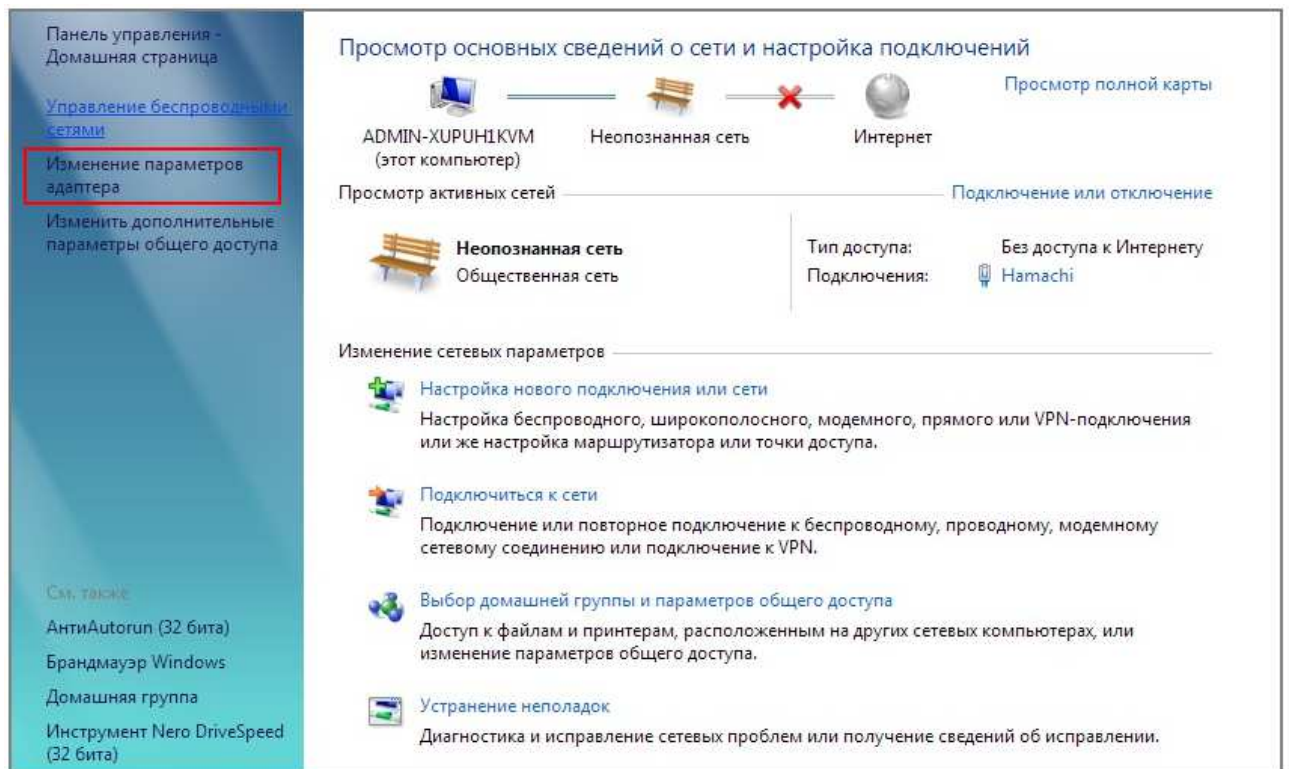 Панель управления -
Домашняя страница
Управление беспроводными
сетями
Изменение параметров
адаптера
Изменить дополнительные
параметры общего доступа
См. также
АнтиAutorun (32 бита)
Брандмауэр Windows
Домашняя группа
Инструмент Nero DriveSpeed
(32 бита)
Просмотр основных сведений о сети и настройка подключений
Просмотр полной карты
ADMIN-XUPUH1KVM
(этот компьютер)
Неопознанная сеть
Интернет
Просмотр активных сетей
Подключение или отключение
Неопознанная сеть
Общественная сеть
Тип доступа: Без доступа к Интернету
Подключения: Hamachi
Изменение сетевых параметров
Настройка нового подключения или сети
Настройка беспроводного, широкополосного, модемного, прямого или VPN-подключения
или же настройка маршрутизатора или точки доступа.
Подключиться к сети
Подключение или повторное подключение к беспроводному, проводному, модемному
сетевому соединению или подключение к VPN.
Выбор домашней группы и параметров общего доступа
Доступ к файлам и принтерам, расположенным на других сетевых компьютерах, или
изменение параметров общего доступа.
Устранение неполадок
Диагностика и исправление сетевых проблем или получение сведений об исправлении.